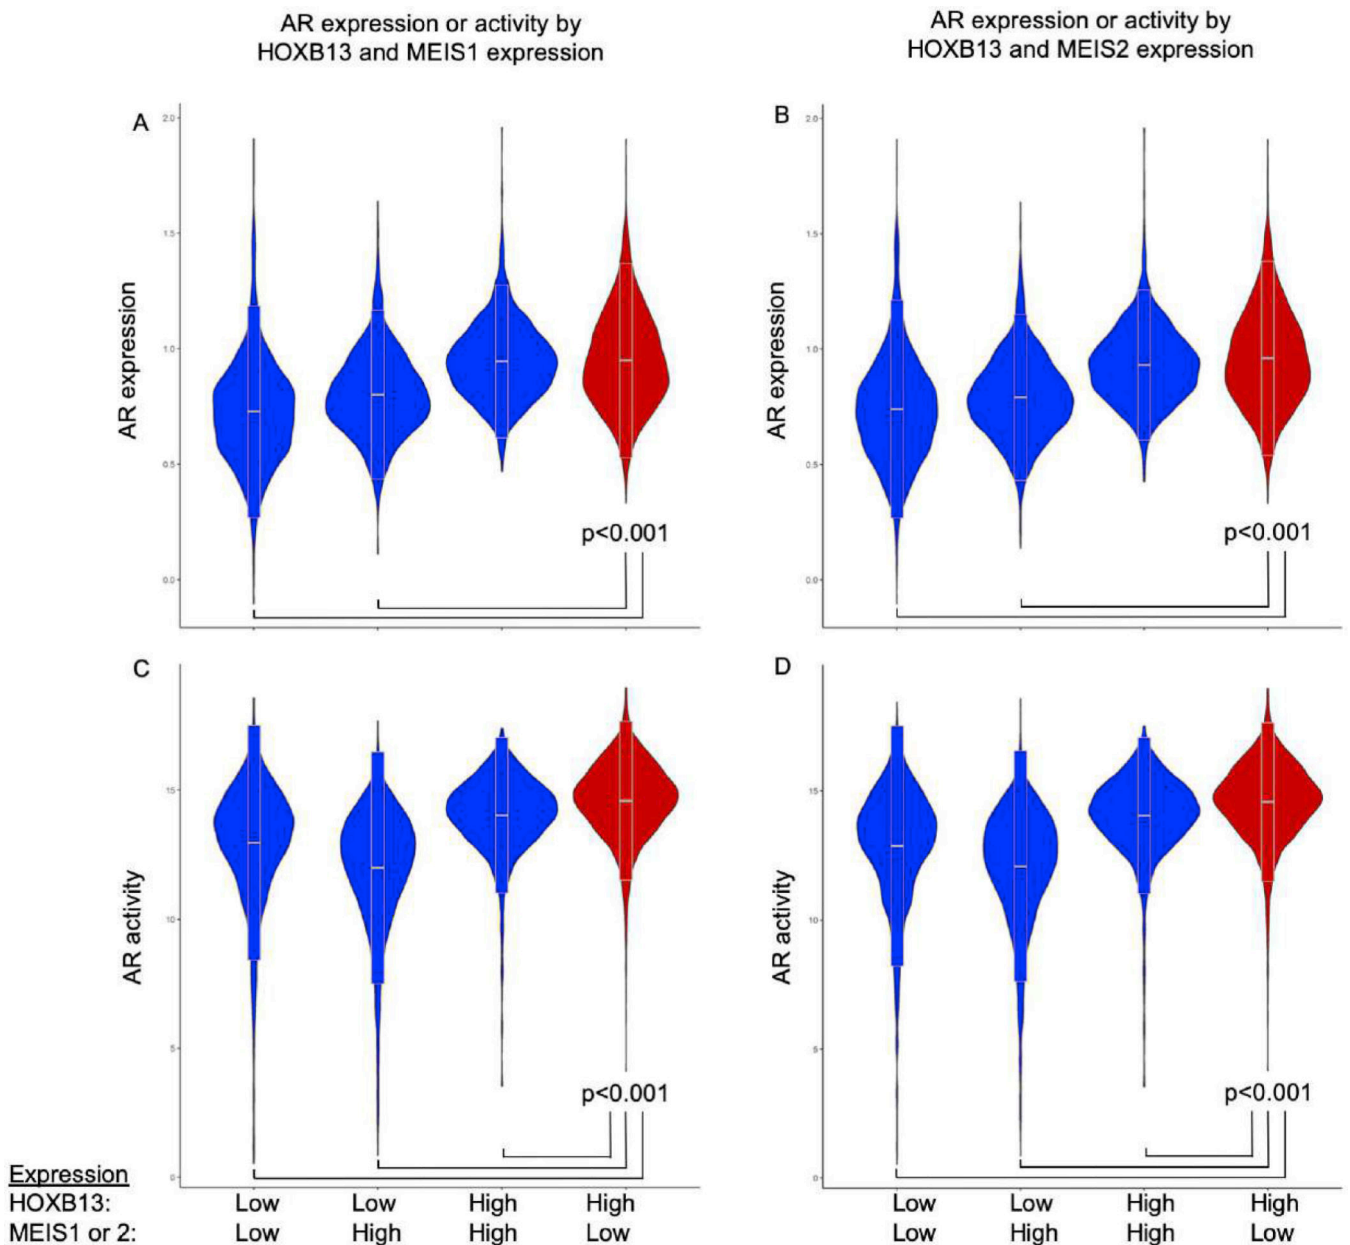 AR expression or activity by
HOXB13 and MEIS1 expression
AR expression or activity by
HOXB13 and MEIS2 expression
A
2.0
1.5
1.0
0.5
0.0
AR expression
p<0.001
B
2.0
1.5
1.0
0.5
0.0
AR expression
p<0.001
C
15
10
5
0
AR activity
p<0.001
D
15
10
5
0
AR activity
p<0.001
Expression
HOXB13: Low Low High High Low Low High High
MEIS1 or 2: Low High High Low Low High High Low